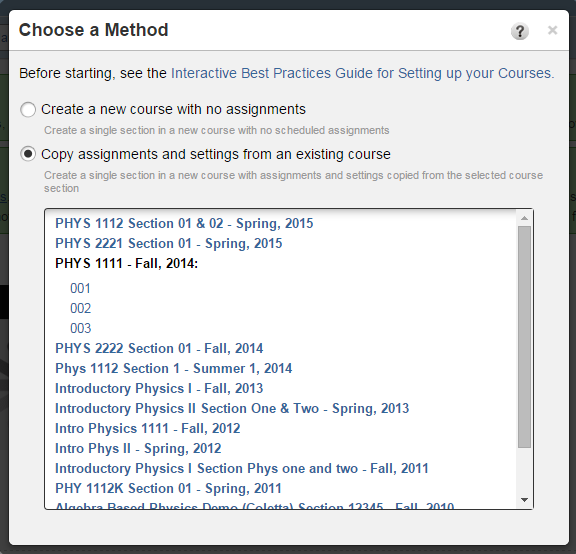 Choose a Method
?
×
Before starting, see the Interactive Best Practices Guide for Setting up your Courses.
Create a new course with no assignments
Create a single section in a new course with no scheduled assignments
Copy assignments and settings from an existing course
Create a single section in a new course with assignments and settings copied from the selected course
section
PHYS 1112 Section 01 & 02 - Spring, 2015
PHYS 2221 Section 01 - Spring, 2015
PHYS 1111 - Fall, 2014:
001
002
003
PHYS 2222 Section 01 - Fall, 2014
Phys 1112 Section 1 - Summer 1, 2014
Introductory Physics I - Fall, 2013
Introductory Physics II Section One & Two - Spring, 2013
Intro Physics 1111 - Fall, 2012
Intro Phys II - Spring, 2012
Introductory Physics I Section Phys one and two - Fall, 2011
PHY 1112K Section 01 - Spring, 2011
Algebra Based Physics Demo (Coletta) Section 12345 - Fall, 2010